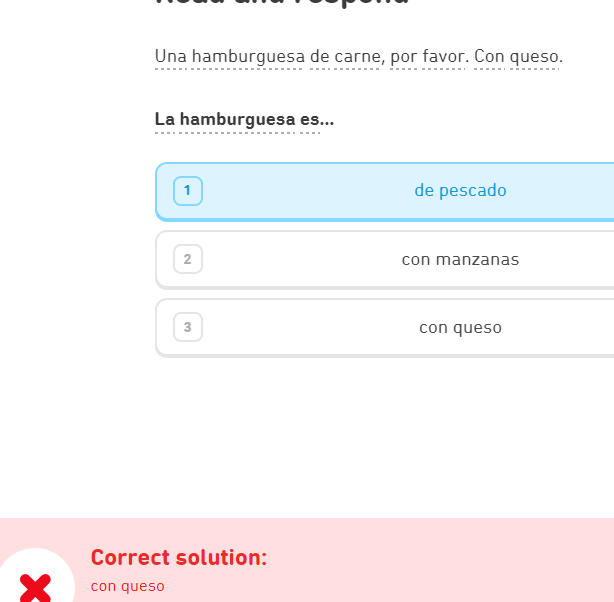 Read and respond
Una hamburguesa de carne, por favor. Con queso.
La hamburguesa es...
1 de pescado
2 con manzanas
3 con queso
Correct solution:
con queso